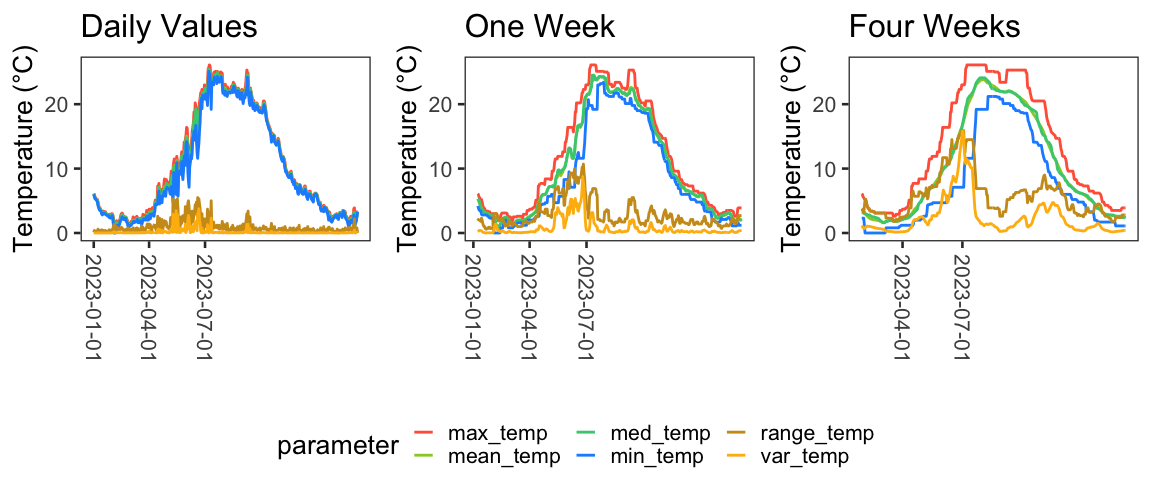 Daily Values
One Week
Four Weeks
Temperature (°C)
20
10
0
2023-01-01
2023-04-01
2023-07-01
Temperature (°C)
20
10
0
2023-01-01
2023-04-01
2023-07-01
Temperature (°C)
20
10
0
2023-04-01
2023-07-01
parameter
max_temp
med_temp
range_temp
mean_temp
min_temp
var_temp